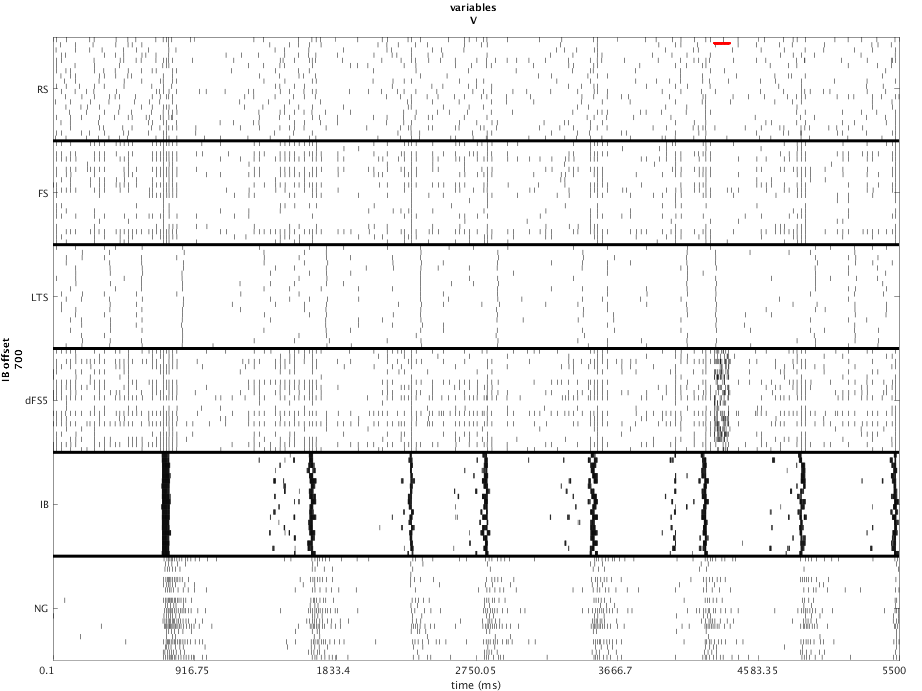 variables
V
RS
FS
LTS
IB offset
700
dFS5
IB
NG
0.1
916.75
1833.4
2750.05
3666.7
4583.35
5500
time (ms)